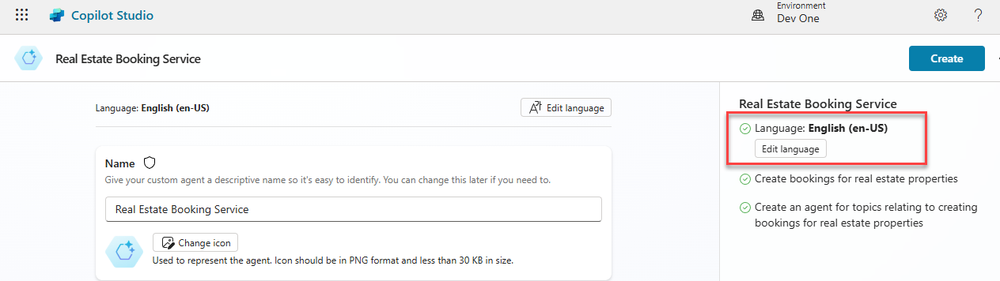 Copilot Studio
Environment
Dev One
?
Real Estate Booking Service
Create
Language: English (en-US)
Edit language
Name
Give your custom agent a descriptive name so it's easy to identify. You can change this later if you need to.
Real Estate Booking Service
Change icon
Used to represent the agent. Icon should be in PNG format and less than 30 KB in size.
Real Estate Booking Service
Language: English (en-US)
Edit language
Create bookings for real estate properties
Create an agent for topics relating to creating
bookings for real estate properties